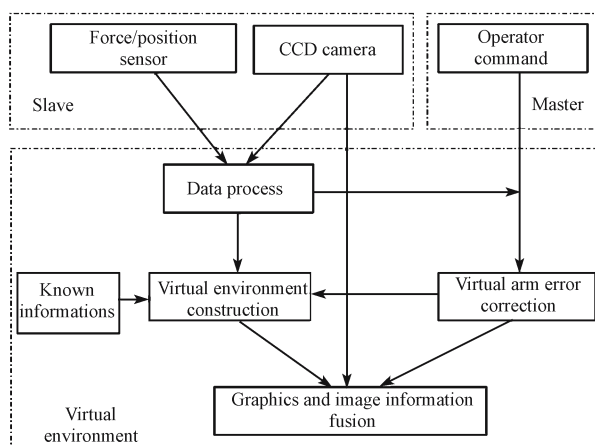 Force/position
sensor
CCD camera
Operator
command
Slave
Master
Data process
Known
informations
Virtual environment
construction
Virtual arm error
correction
Graphics and image information
fusion
Virtual
environment